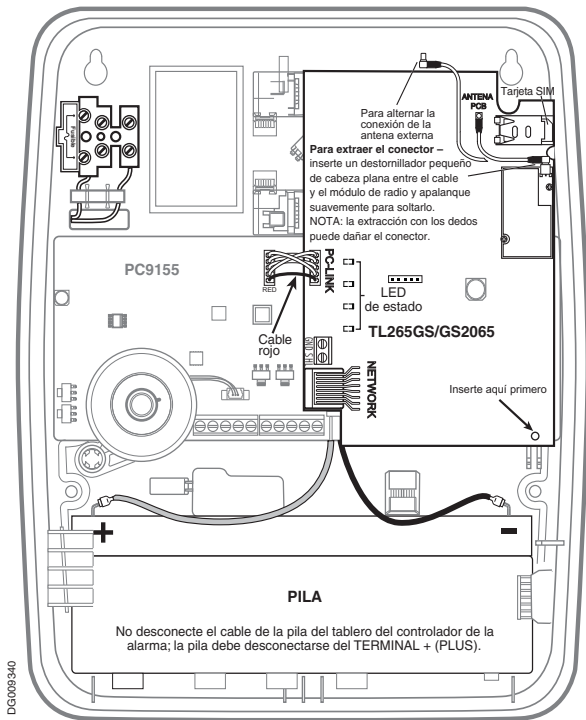 Tarjeta SIM
ANTENA
PCB
Para alternar la
conexión de la
antena externa
Para extraer el conector –
inserte un destornillador pequeño
de cabeza plana entre el cable
y el módulo de radio y apalanque
suavemente para soltarlo.
NOTA: la extracción con los dedos
puede dañar el conector.
Fusible
PC9155
RED
PC-LINK
LED
de estado
Cable
rojo
TL265GS/GS2065
GND SHI
NETWORK
Inserte aquí primero
+
–
PILA
No desconecte el cable de la pila del tablero del controlador de la
alarma; la pila debe desconectarse del TERMINAL + (PLUS).
DG009340